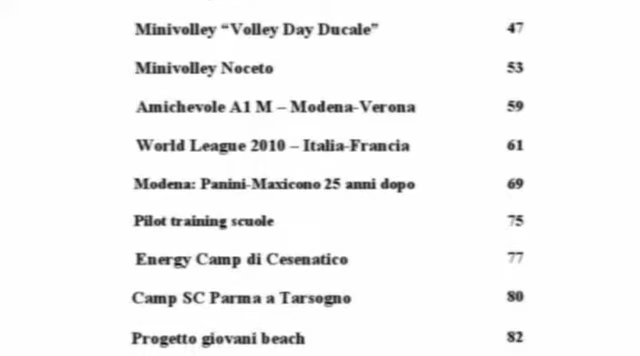 Minivolley “Volley Day Ducale” 47
Minivolley Noceto 53
Amichevole A1 M – Modena-Verona 59
World League 2010 – Italia-Francia 61
Modena: Panini-Maxicono 25 anni dopo 69
Pilot training scuole 75
Energy Camp di Cesenatico 77
Camp SC Parma a Tarsogno 80
Progetto giovani beach 82